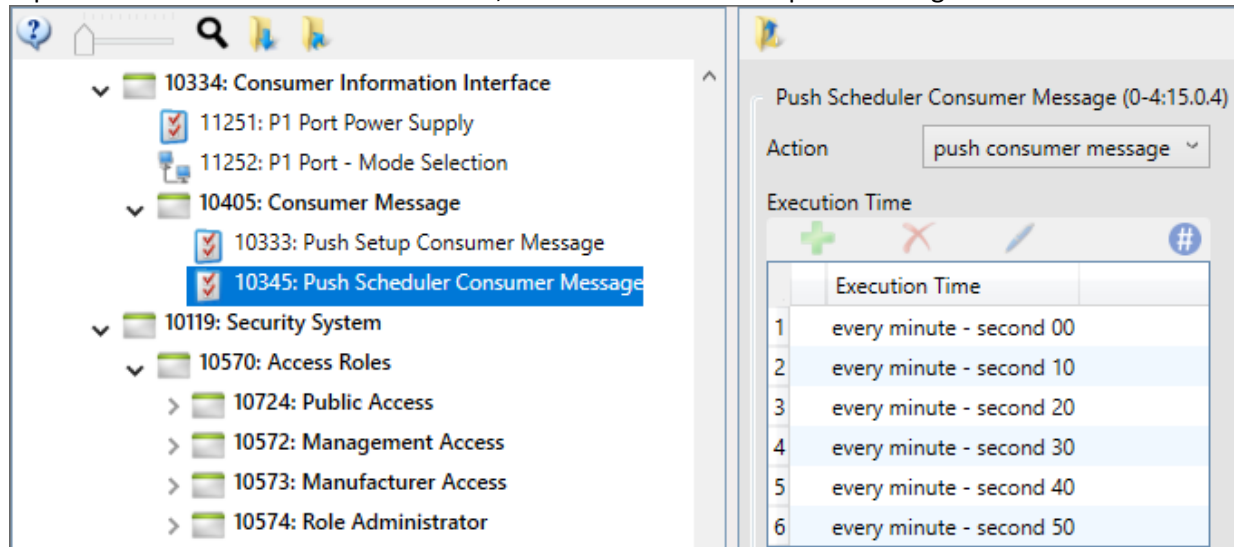 10334: Consumer Information Interface
11251: P1 Port Power Supply
11252: P1 Port - Mode Selection
10405: Consumer Message
10333: Push Setup Consumer Message
10345: Push Scheduler Consumer Message
10119: Security System
10570: Access Roles
10724: Public Access
10572: Management Access
10573: Manufacturer Access
10574: Role Administrator
Push Scheduler Consumer Message (0-4:15.0.4)
Action push consumer message
Execution Time
#
Execution Time
1 every minute - second 00
2 every minute - second 10
3 every minute - second 20
4 every minute - second 30
5 every minute - second 40
6 every minute - second 50